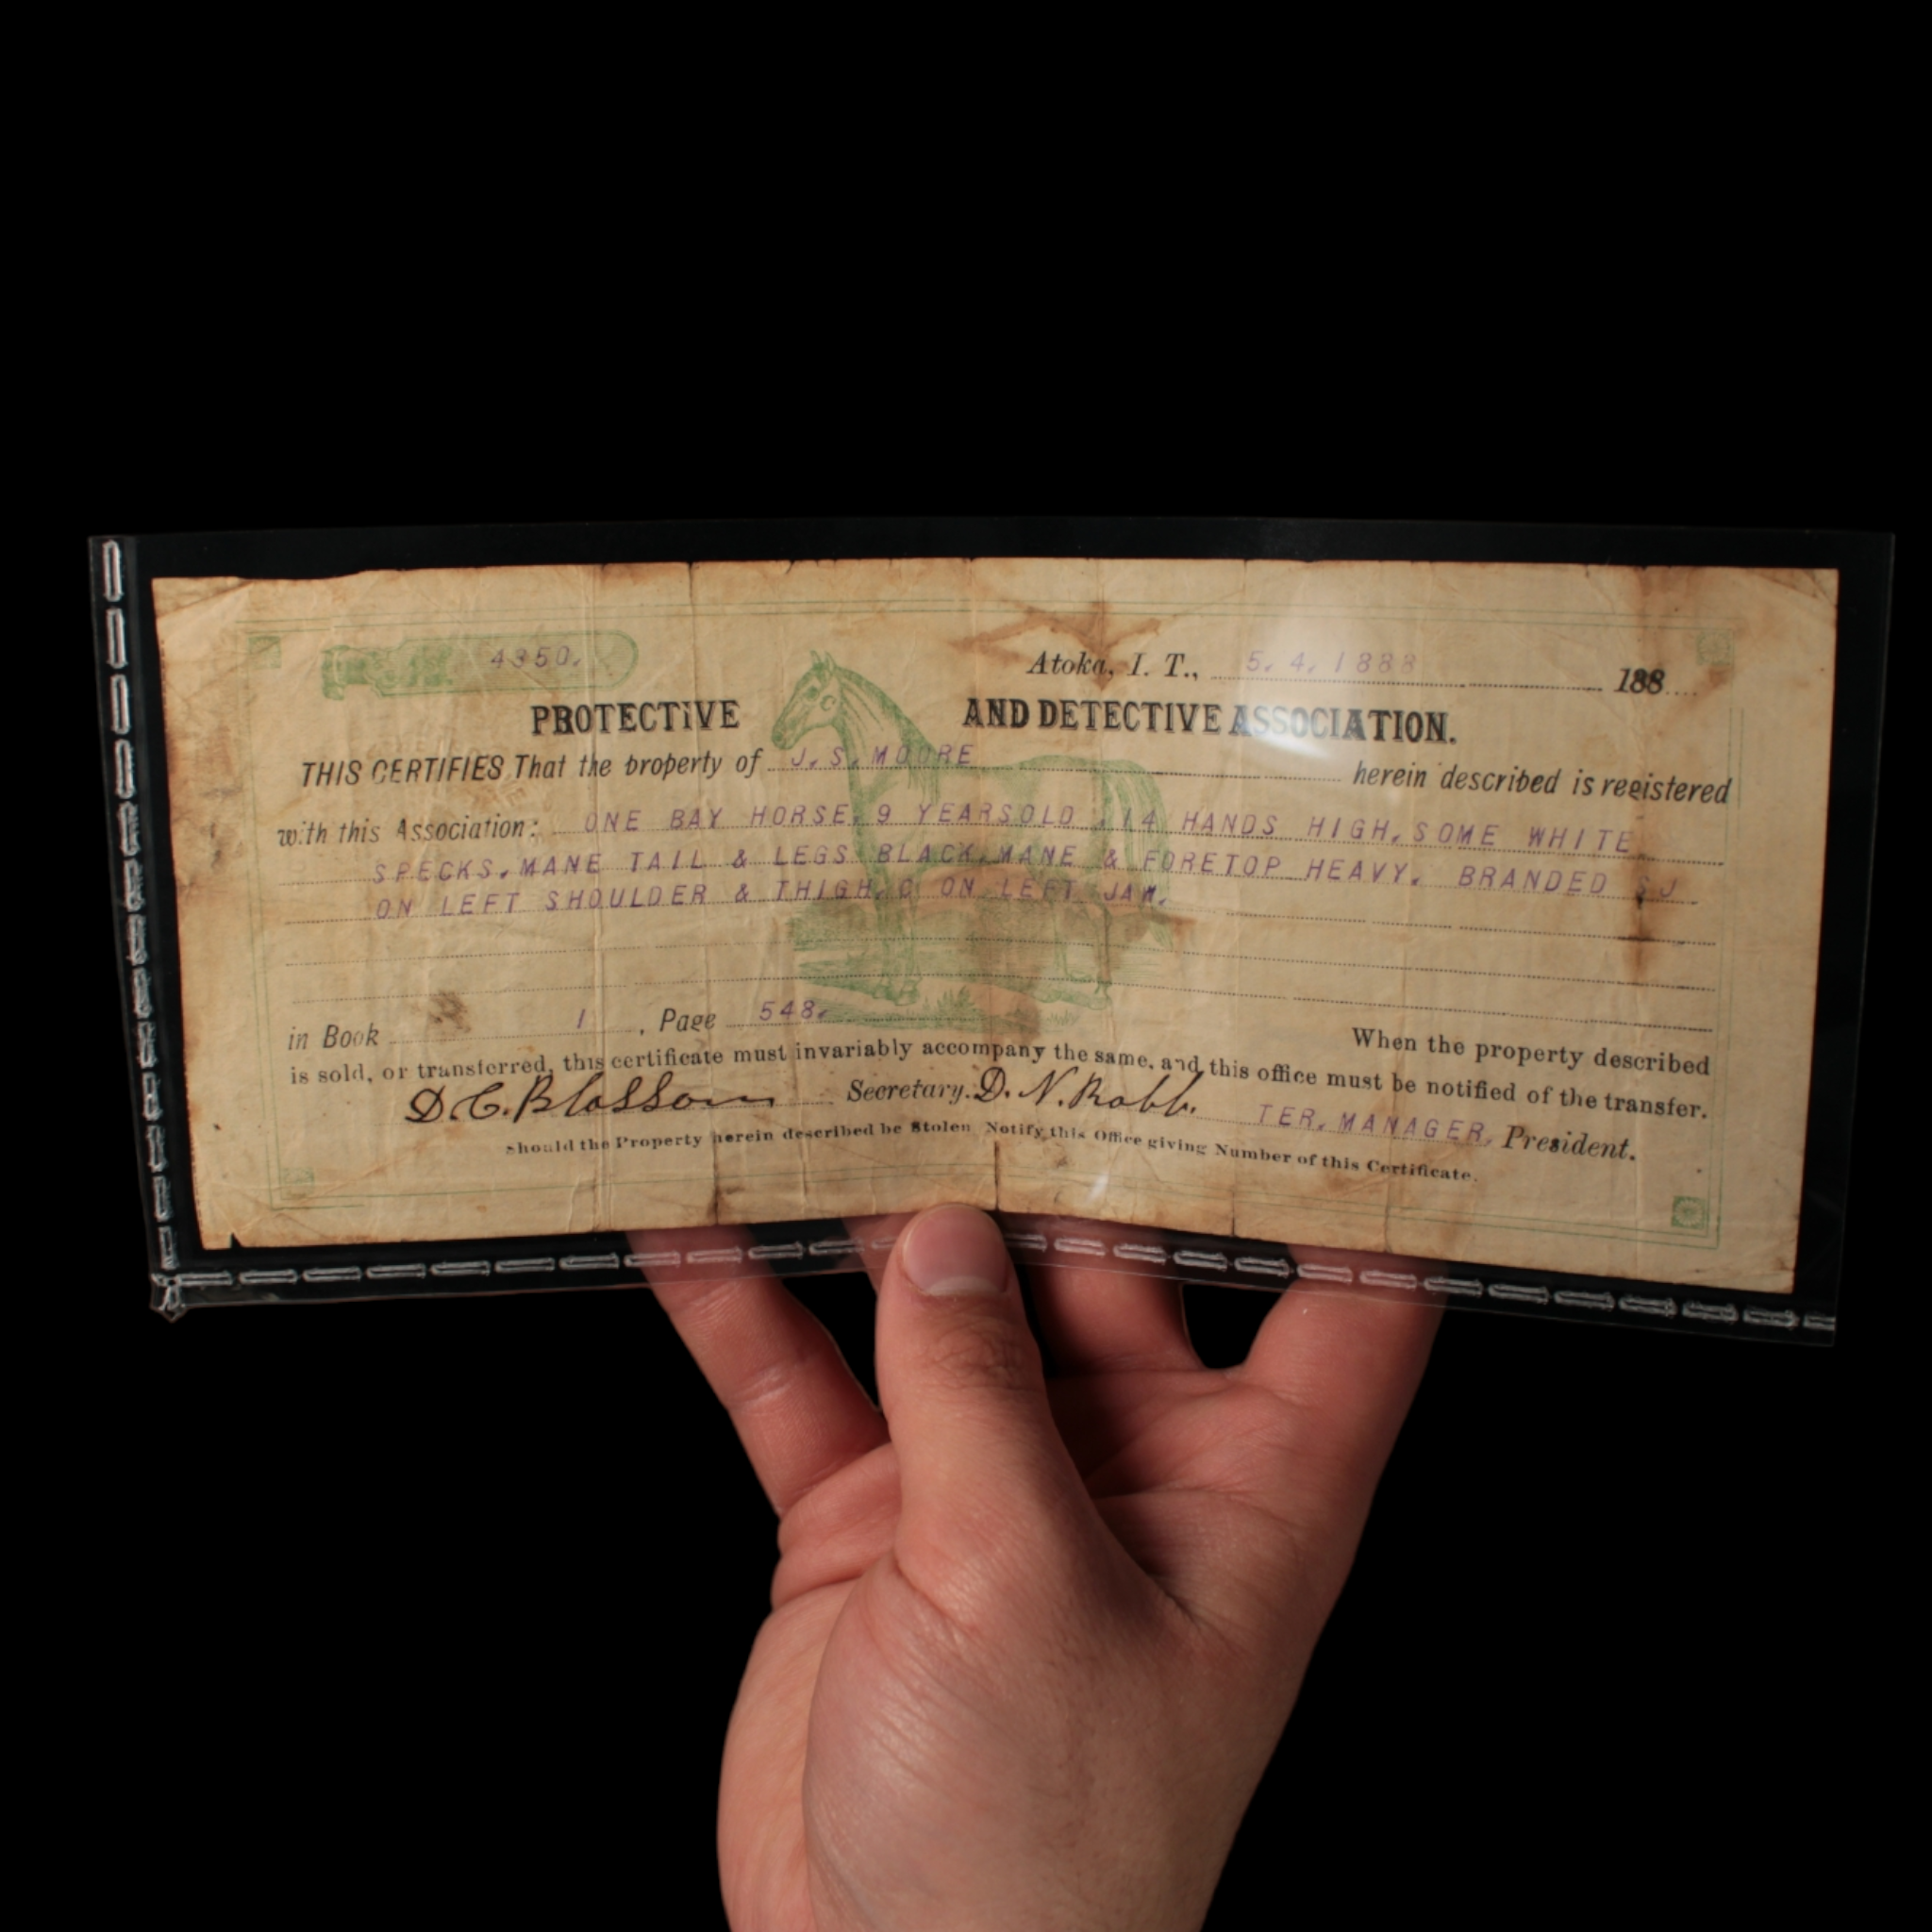 4350.
Atoka, I. T., 5. 4. 1888 188
PROTECTIVE AND DETECTIVE ASSOCIATION.
THIS CERTIFIES That the property of J. S. MOORE herein described is registered
with this Association: ONE BAY HORSE, 9 YEARSOLD ,14 HANDS HIGH, SOME WHITE
SPECKS, MANE TAIL & LEGS BLACK, MANE & FORETOP HEAVY. BRANDED SJ
ON LEFT SHOULDER & THIGH, C ON LEFT JAW.
in Book 1 , Page 548. When the property described
is sold, or transferred, this certificate must invariably accompany the same, and this office must be notified of the transfer.
D. C. Blossom Secretary. D. N. Robb. TER. MANAGER, President.
Should the Property herein described be Stolen Notify this Office giving Number of this Certificate.